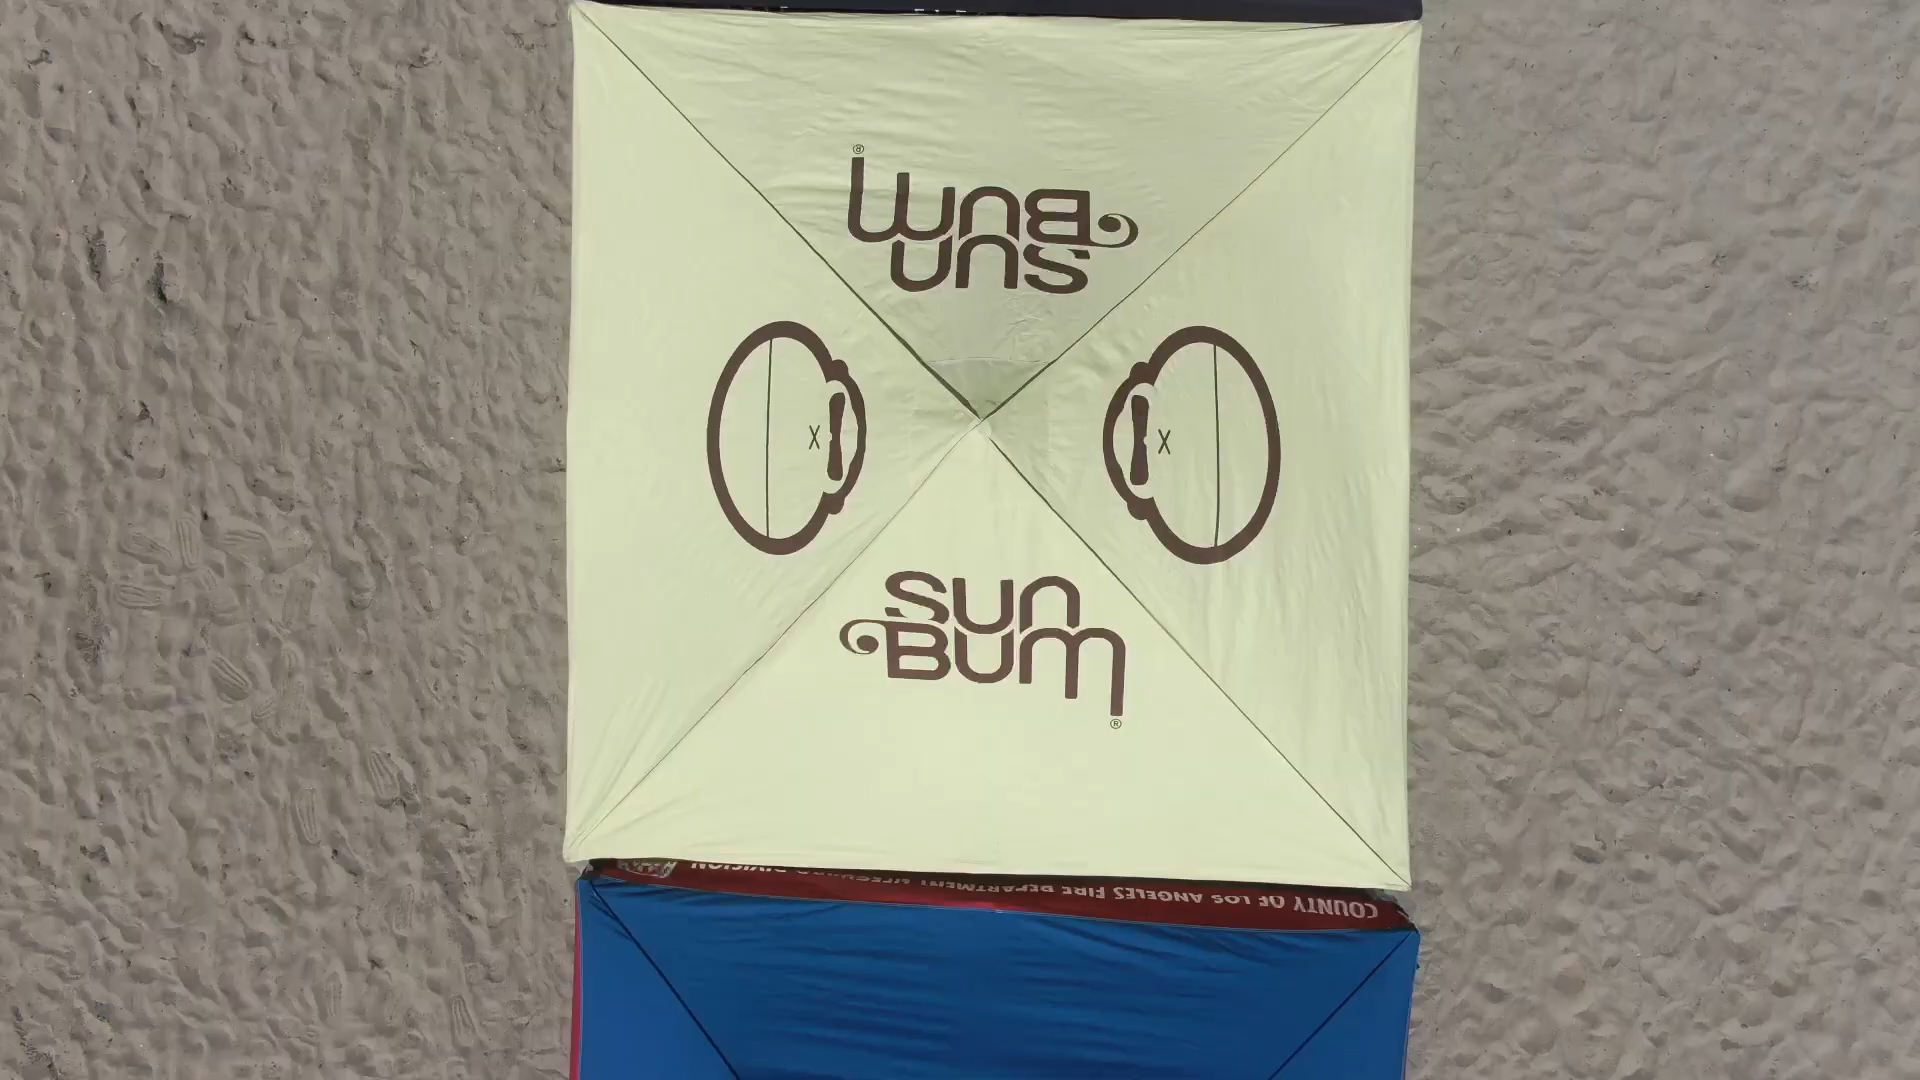 BUM®
SUN
SUN
BUM®
COUNTY OF LOS ANGELES FIRE DEPARTMENT LIFEGUARD DIVISION